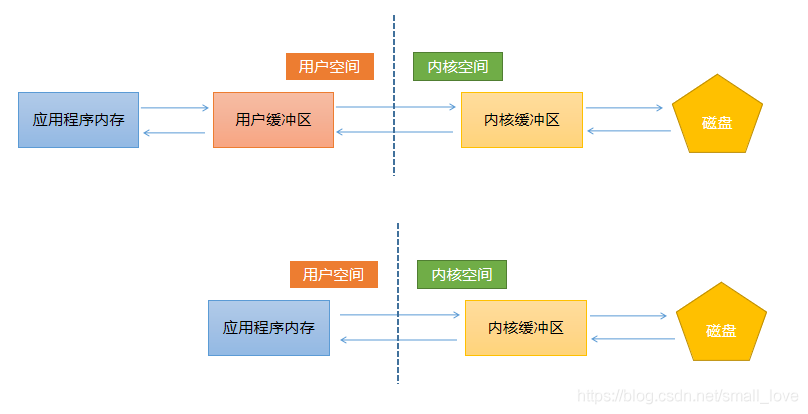 用户空间
内核空间
应用程序内存
用户缓冲区
内核缓冲区
磁盘
用户空间
内核空间
应用程序内存
内核缓冲区
磁盘
https://blog.csdn.net/small_love